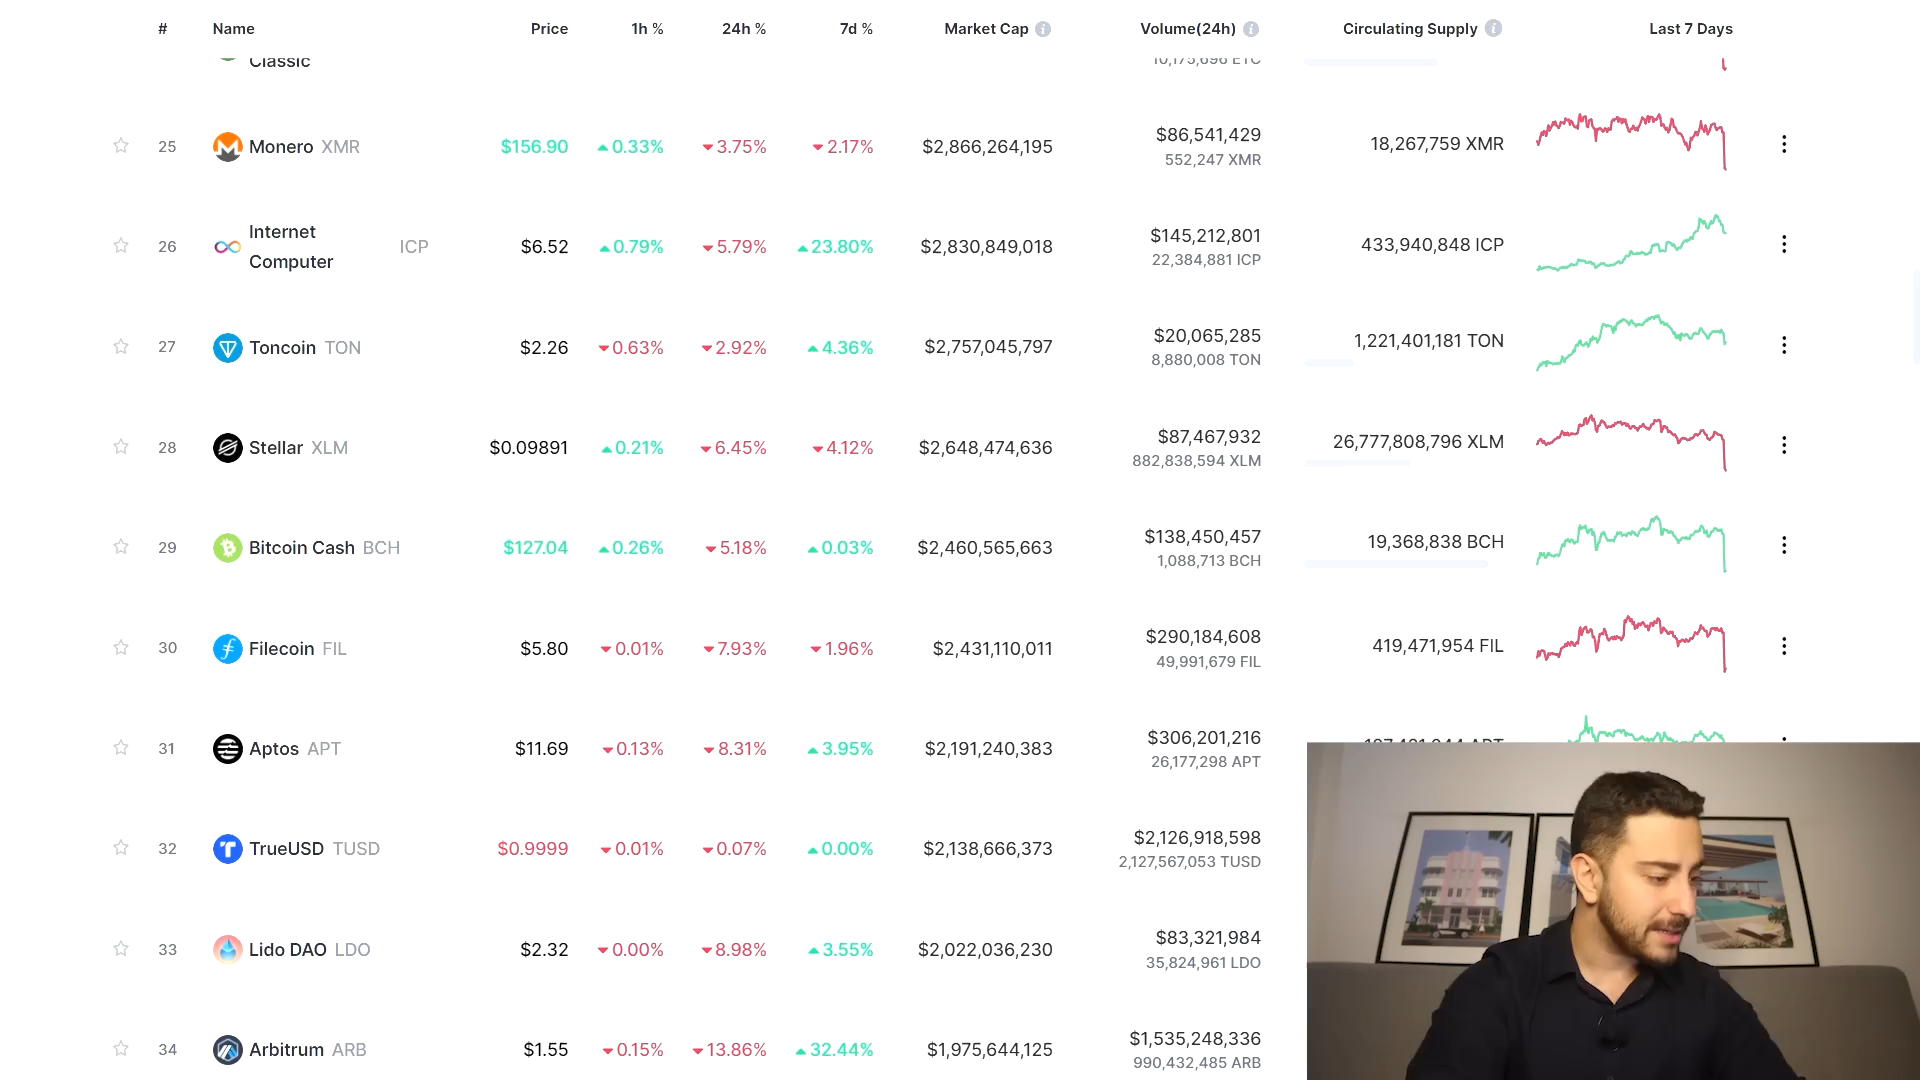 # Name Price 1h % 24h % 7d % Market Cap Volume(24h) Circulating Supply Last 7 Days
Classic 10,175,696 ETC
25 Monero XMR $156.90 0.33% 3.75% 2.17% $2,866,264,195 $86,541,429 18,267,759 XMR
552,247 XMR
26 Internet Computer ICP $6.52 0.79% 5.79% 23.80% $2,830,849,018 $145,212,801 433,940,848 ICP
22,384,881 ICP
27 Toncoin TON $2.26 0.63% 2.92% 4.36% $2,757,045,797 $20,065,285 1,221,401,181 TON
8,880,008 TON
28 Stellar XLM $0.09891 0.21% 6.45% 4.12% $2,648,474,636 $87,467,932 26,777,808,796 XLM
882,838,594 XLM
29 Bitcoin Cash BCH $127.04 0.26% 5.18% 0.03% $2,460,565,663 $138,450,457 19,368,838 BCH
1,088,713 BCH
30 Filecoin FIL $5.80 0.01% 7.93% 1.96% $2,431,110,011 $290,184,608 419,471,954 FIL
49,991,679 FIL
31 Aptos APT $11.69 0.13% 8.31% 3.95% $2,191,240,383 $306,201,216
26,177,298 APT
32 TrueUSD TUSD $0.9999 0.01% 0.07% 0.00% $2,138,666,373 $2,126,918,598
2,127,567,053 TUSD
33 Lido DAO LDO $2.32 0.00% 8.98% 3.55% $2,022,036,230 $83,321,984
35,824,961 LDO
34 Arbitrum ARB $1.55 0.15% 13.86% 32.44% $1,975,644,125 $1,535,248,336
990,432,485 ARB